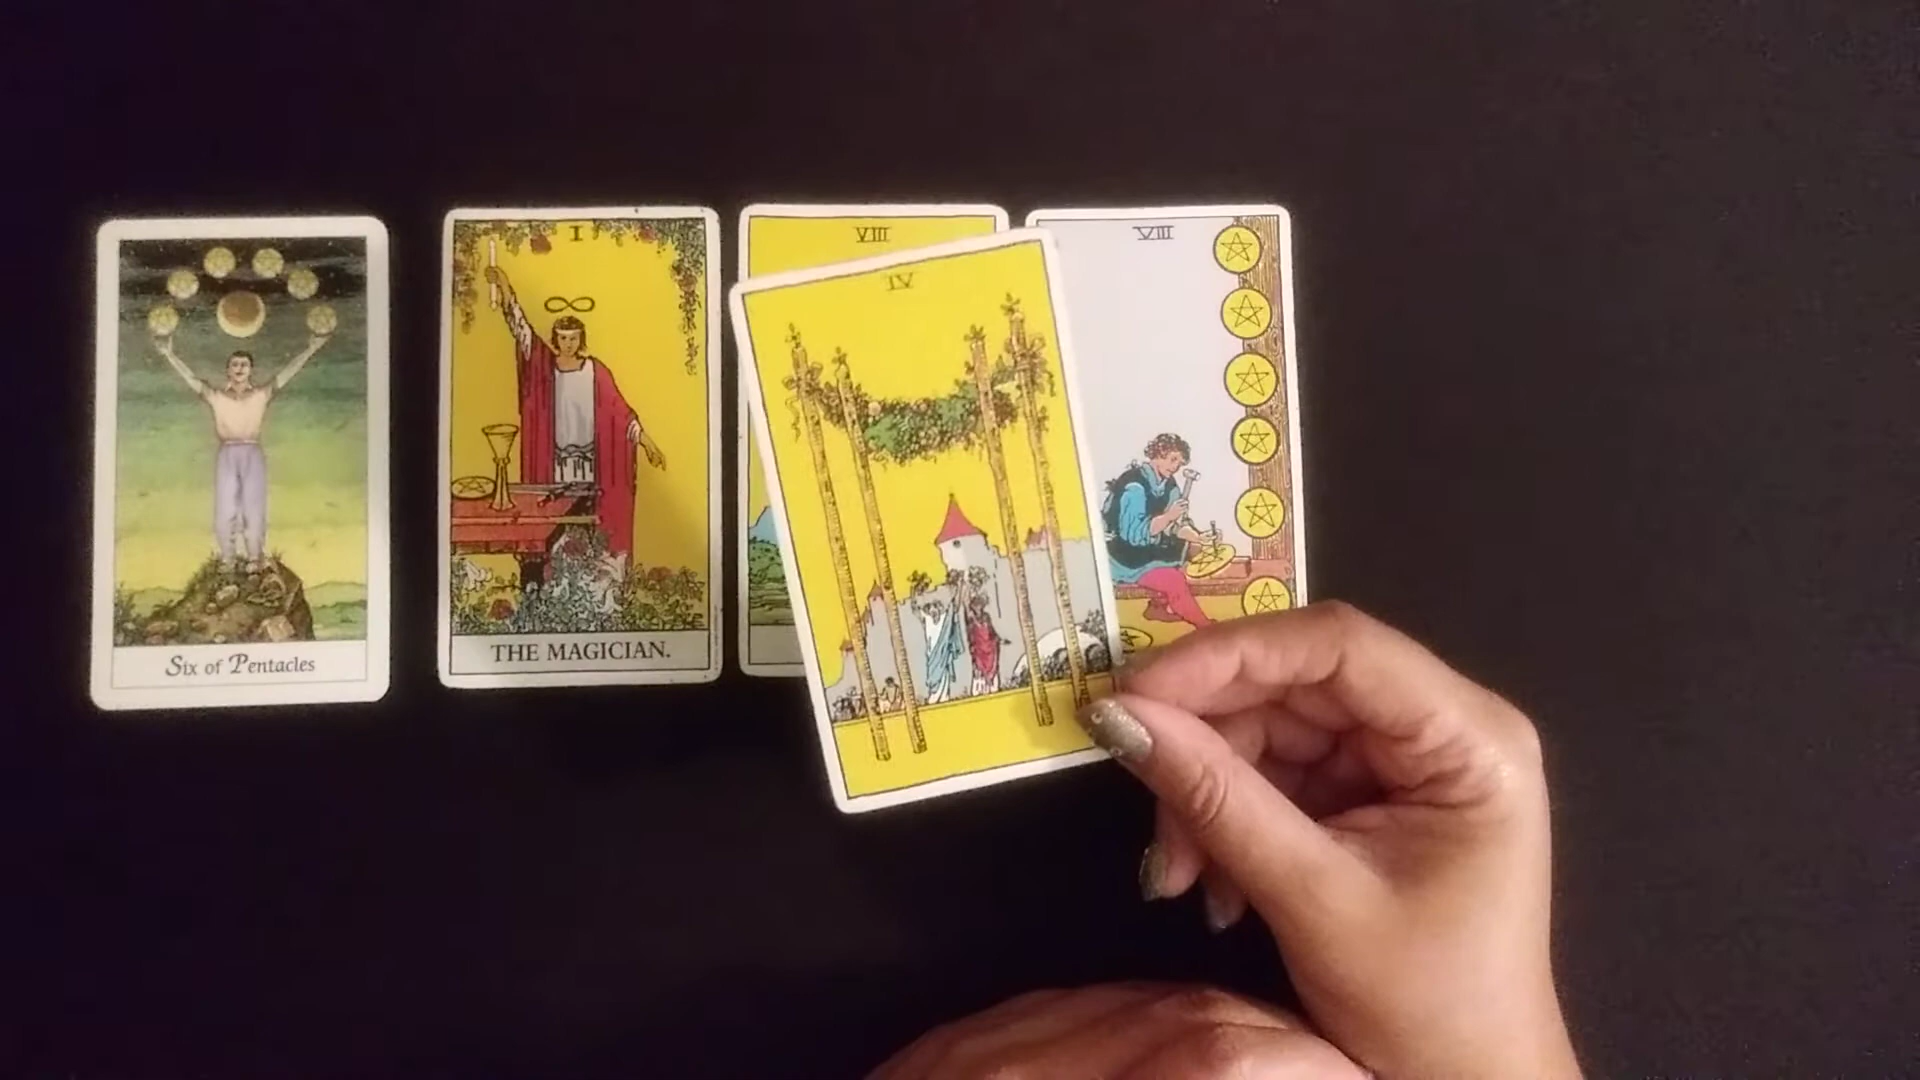 Six of Pentacles
I
THE MAGICIAN.
VIII
IV
VIII